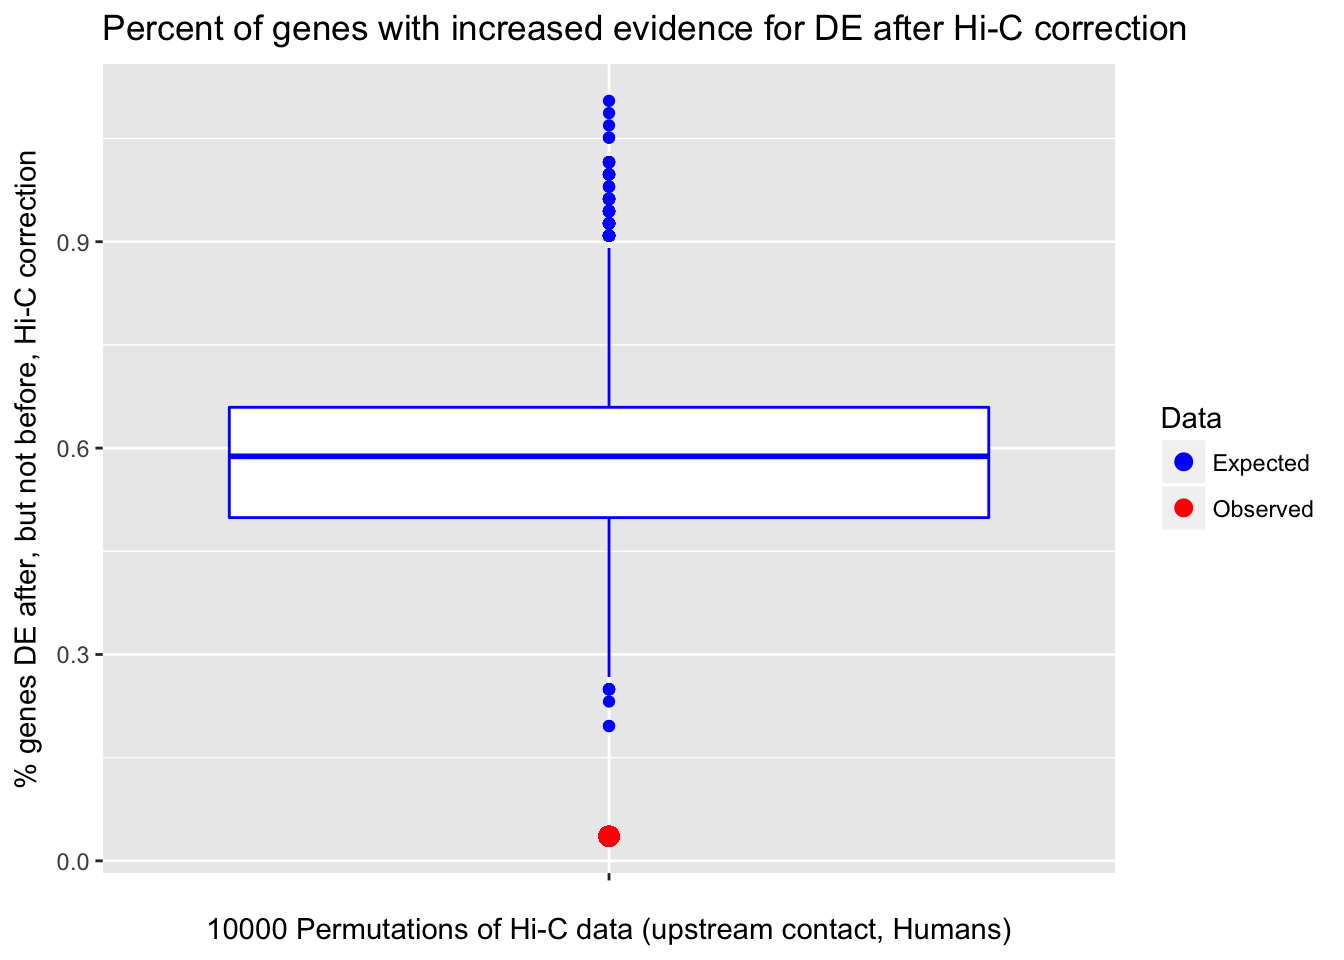 Percent of genes with increased evidence for DE after Hi-C correction
% genes DE after, but not before, Hi-C correction
0.9
0.6
0.3
0.0
10000 Permutations of Hi-C data (upstream contact, Humans)
Data
Expected
Observed